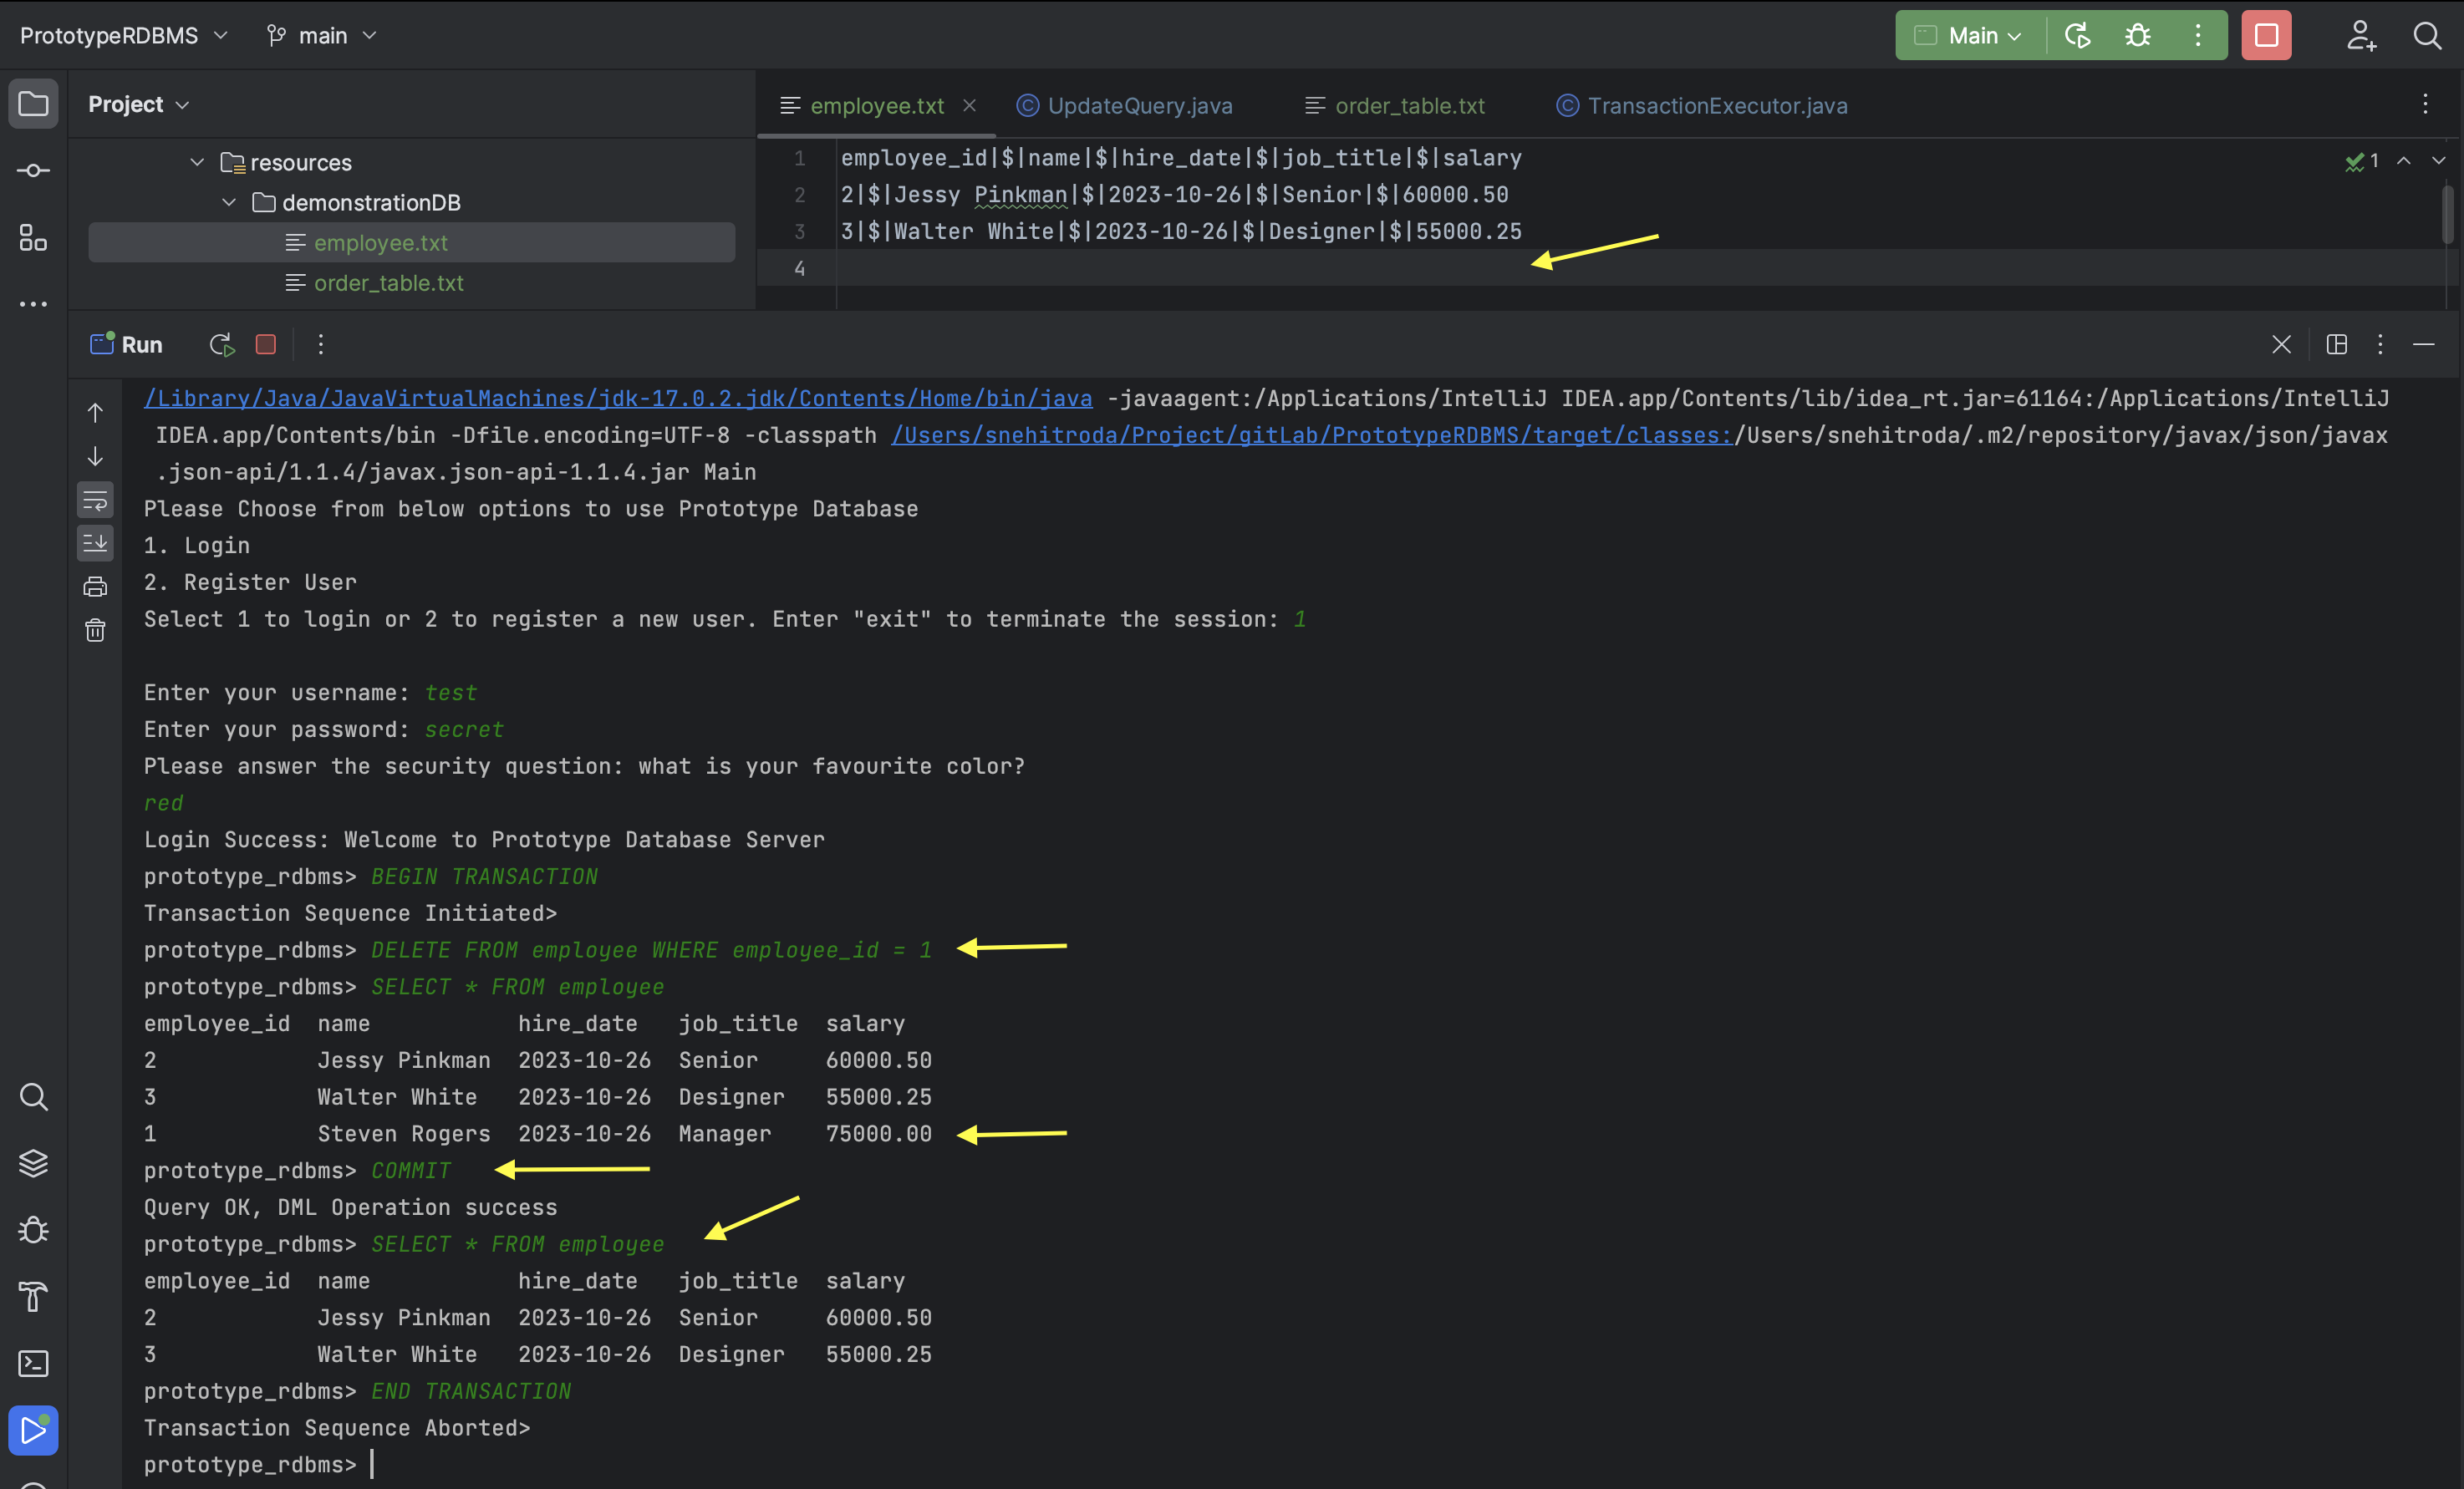 PrototypeRDBMS main Main
Project
employee.txt UpdateQuery.java order_table.txt TransactionExecutor.java
resources
demonstrationDB
employee.txt
order_table.txt
1 employee_id|$|name|$|hire_date|$|job_title|$|salary
2 2|$|Jessy Pinkman|$|2023-10-26|$|Senior|$|60000.50
3 3|$|Walter White|$|2023-10-26|$|Designer|$|55000.25
4
1
Run
/Library/Java/JavaVirtualMachines/jdk-17.0.2.jdk/Contents/Home/bin/java -javaagent:/Applications/IntelliJ IDEA.app/Contents/lib/idea_rt.jar=61164:/Applications/IntelliJ
IDEA.app/Contents/bin -Dfile.encoding=UTF-8 -classpath /Users/snehitroda/Project/gitLab/PrototypeRDBMS/target/classes:/Users/snehitroda/.m2/repository/javax/json/javax
.json-api/1.1.4/javax.json-api-1.1.4.jar Main
Please Choose from below options to use Prototype Database
1. Login
2. Register User
Select 1 to login or 2 to register a new user. Enter "exit" to terminate the session: 1
Enter your username: test
Enter your password: secret
Please answer the security question: what is your favourite color?
red
Login Success: Welcome to Prototype Database Server
prototype_rdbms> BEGIN TRANSACTION
Transaction Sequence Initiated>
prototype_rdbms> DELETE FROM employee WHERE employee_id = 1
prototype_rdbms> SELECT * FROM employee
employee_id name hire_date job_title salary
2 Jessy Pinkman 2023-10-26 Senior 60000.50
3 Walter White 2023-10-26 Designer 55000.25
1 Steven Rogers 2023-10-26 Manager 75000.00
prototype_rdbms> COMMIT
Query OK, DML Operation success
prototype_rdbms> SELECT * FROM employee
employee_id name hire_date job_title salary
2 Jessy Pinkman 2023-10-26 Senior 60000.50
3 Walter White 2023-10-26 Designer 55000.25
prototype_rdbms> END TRANSACTION
Transaction Sequence Aborted>
prototype_rdbms>